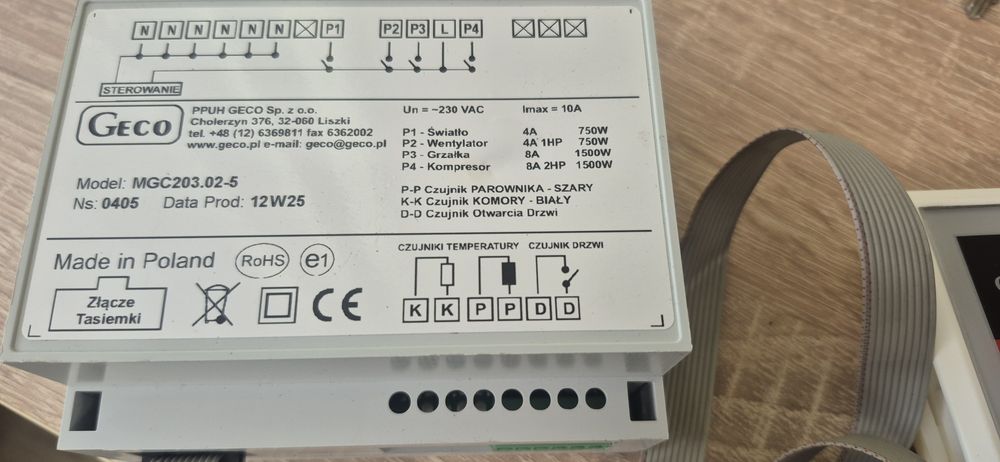 N N N N N N P1 P2 P3 L P4
STEROWANIE
GECO
PPUH GECO Sp. z o.o.
Cholerzyn 376, 32-060 Liszki
tel. +48 (12) 6369811 fax 6362002
www.geco.pl e-mail: geco@geco.pl
Model: MGC203.02-5
Ns: 0405 Data Prod: 12W25
Un = ~230 VAC Imax = 10A
P1 - Światło 4A 750W
P2 - Wentylator 4A 1HP 750W
P3 - Grzałka 8A 1500W
P4 - Kompresor 8A 2HP 1500W
P-P Czujnik PAROWNIKA - SZARY
K-K Czujnik KOMORY - BIAŁY
D-D Czujnik Otwarcia Drzwi
Made in Poland RoHS e1
Złącze
Tasiemki
CE
CZUJNIKI TEMPERATURY CZUJNIK DRZWI
K K P P D D